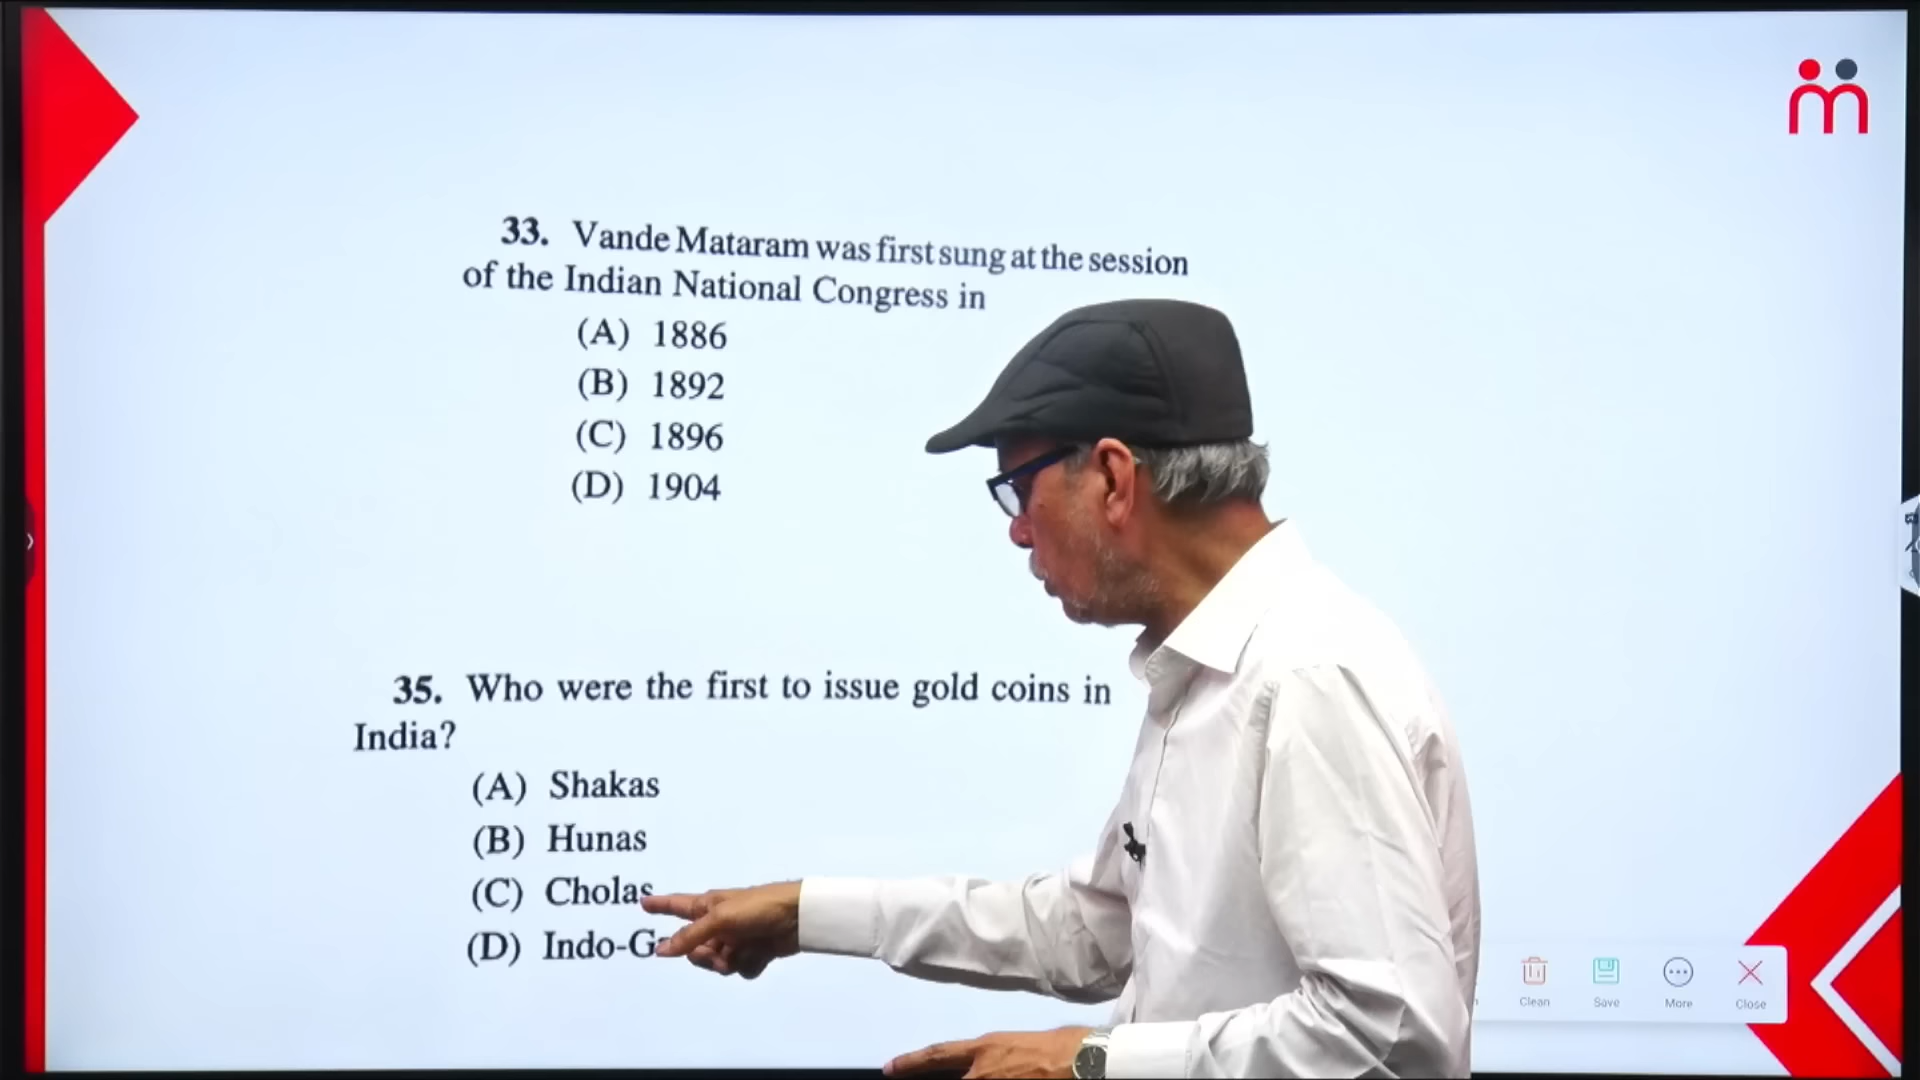 33. Vande Mataram was first sung at the session
of the Indian National Congress in
(A) 1886
(B) 1892
(C) 1896
(D) 1904
35. Who were the first to issue gold coins in
India?
(A) Shakas
(B) Hunas
(C) Cholas
(D)
Clean Save More Close